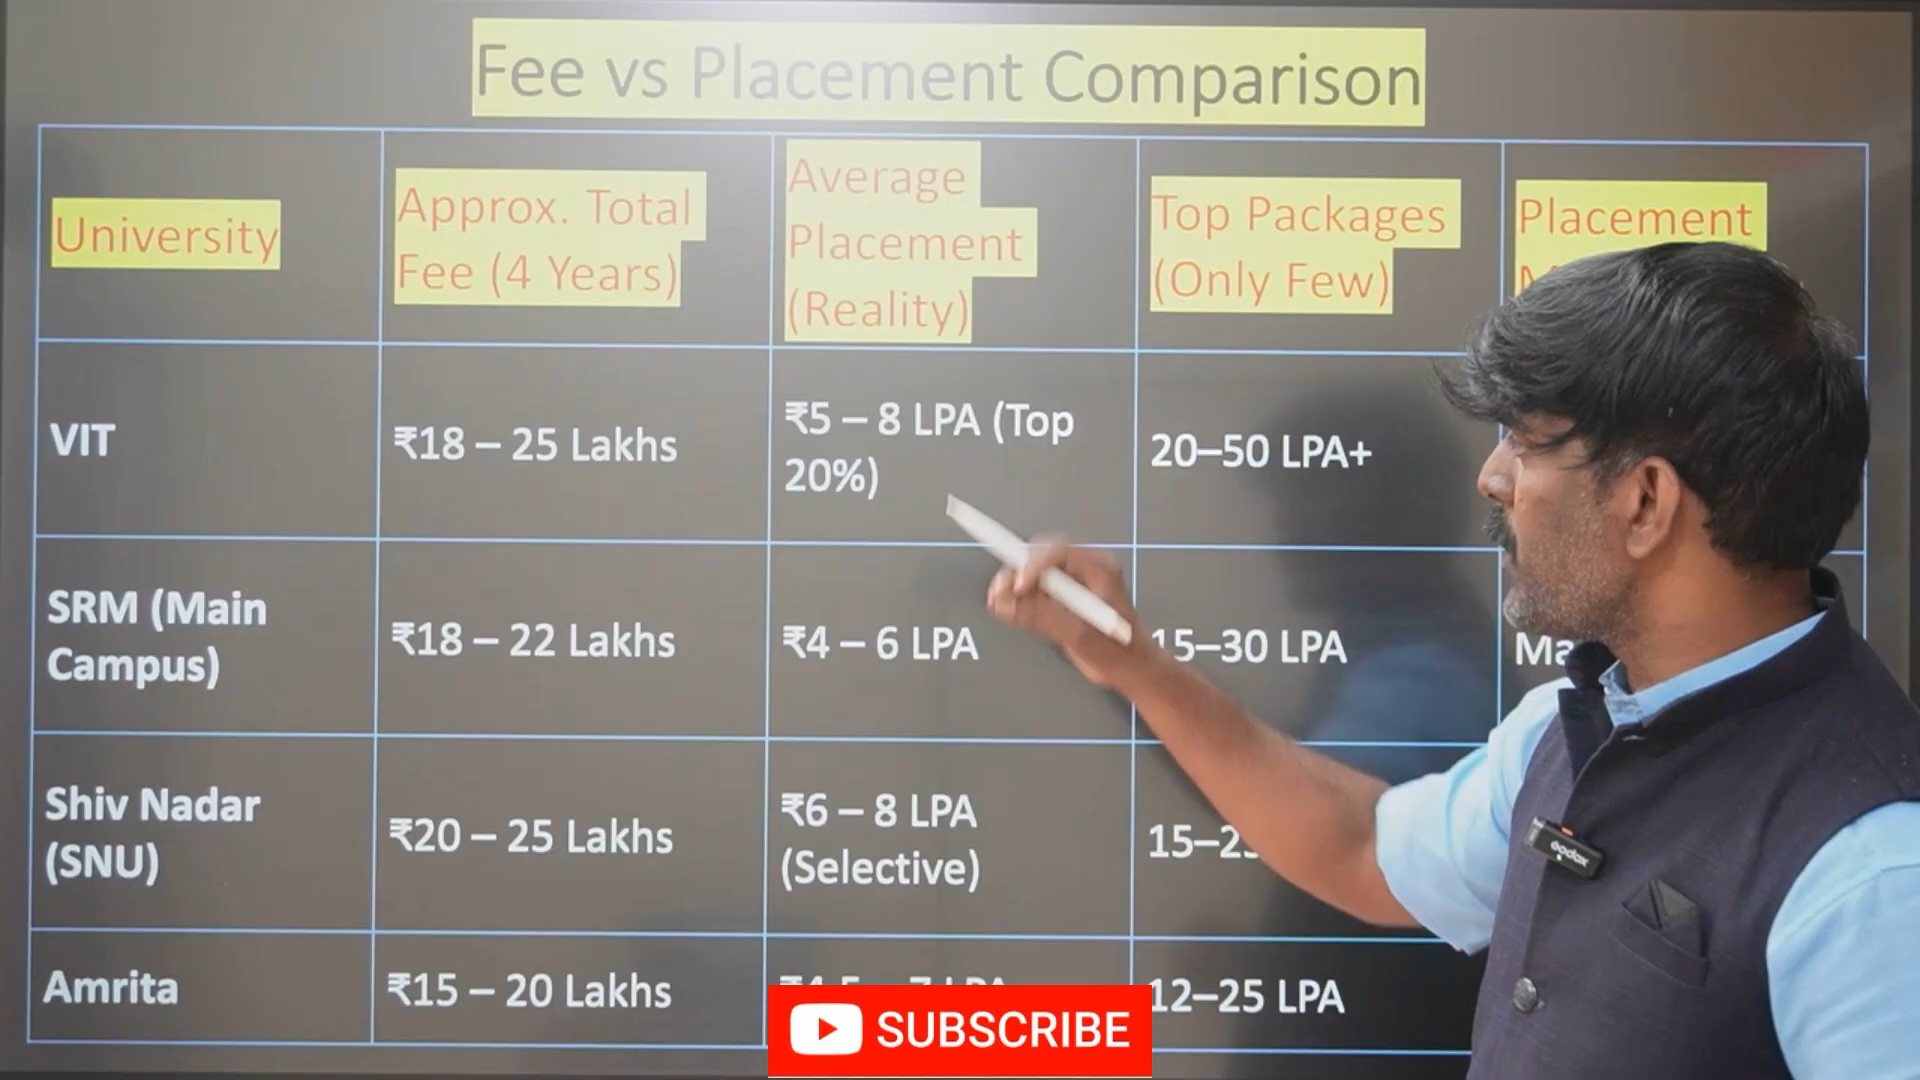 Fee vs Placement Comparison
University
Approx. Total
Fee (4 Years)
Average
Placement
(Reality)
Top Packages
(Only Few)
Placement
VIT
₹18 – 25 Lakhs
₹5 – 8 LPA (Top
20%)
20–50 LPA+
SRM (Main
Campus)
₹18 – 22 Lakhs
₹4 – 6 LPA
15–30 LPA
Shiv Nadar
(SNU)
₹20 – 25 Lakhs
₹6 – 8 LPA
(Selective)
Amrita
₹15 – 20 Lakhs
12–25 LPA
SUBSCRIBE
Godox